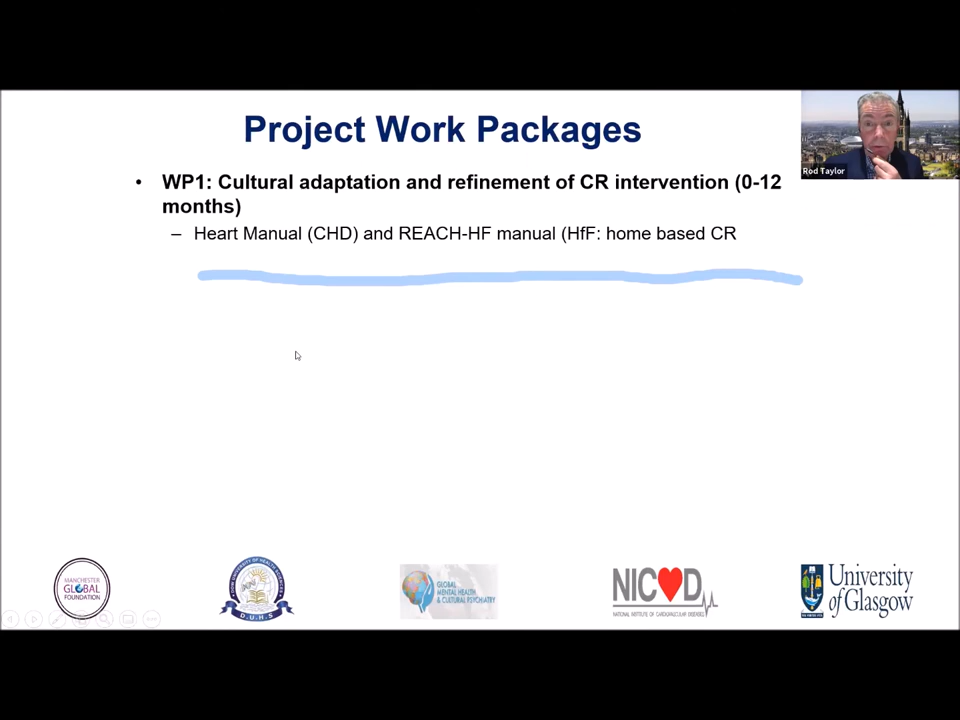 Project Work Packages
Rod Taylor
• WP1: Cultural adaptation and refinement of CR intervention (0-12
months)
– Heart Manual (CHD) and REACH-HF manual (HfF: home based CR
MANCHESTER
GLOBAL
FOUNDATION
D.U.H.S
GLOBAL
MENTAL HEALTH
& CULTURAL PSYCHIATRY
NICVD
NATIONAL INSTITUTE OF CARDIOVASCULAR DISEASES
University
of Glasgow